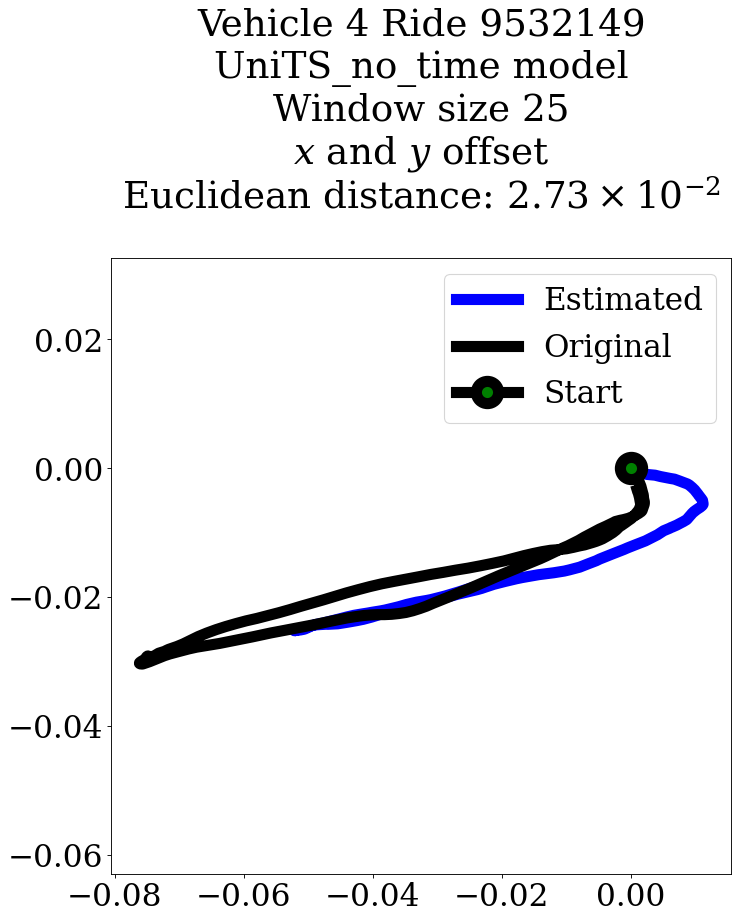 Vehicle 4 Ride 9532149
UniTS_no_time model
Window size 25
x and y offset
Euclidean distance: 2.73 × 10⁻²
Estimated
Original
Start
0.02
0.00
−0.02
−0.04
−0.06
−0.08 −0.06 −0.04 −0.02 0.00